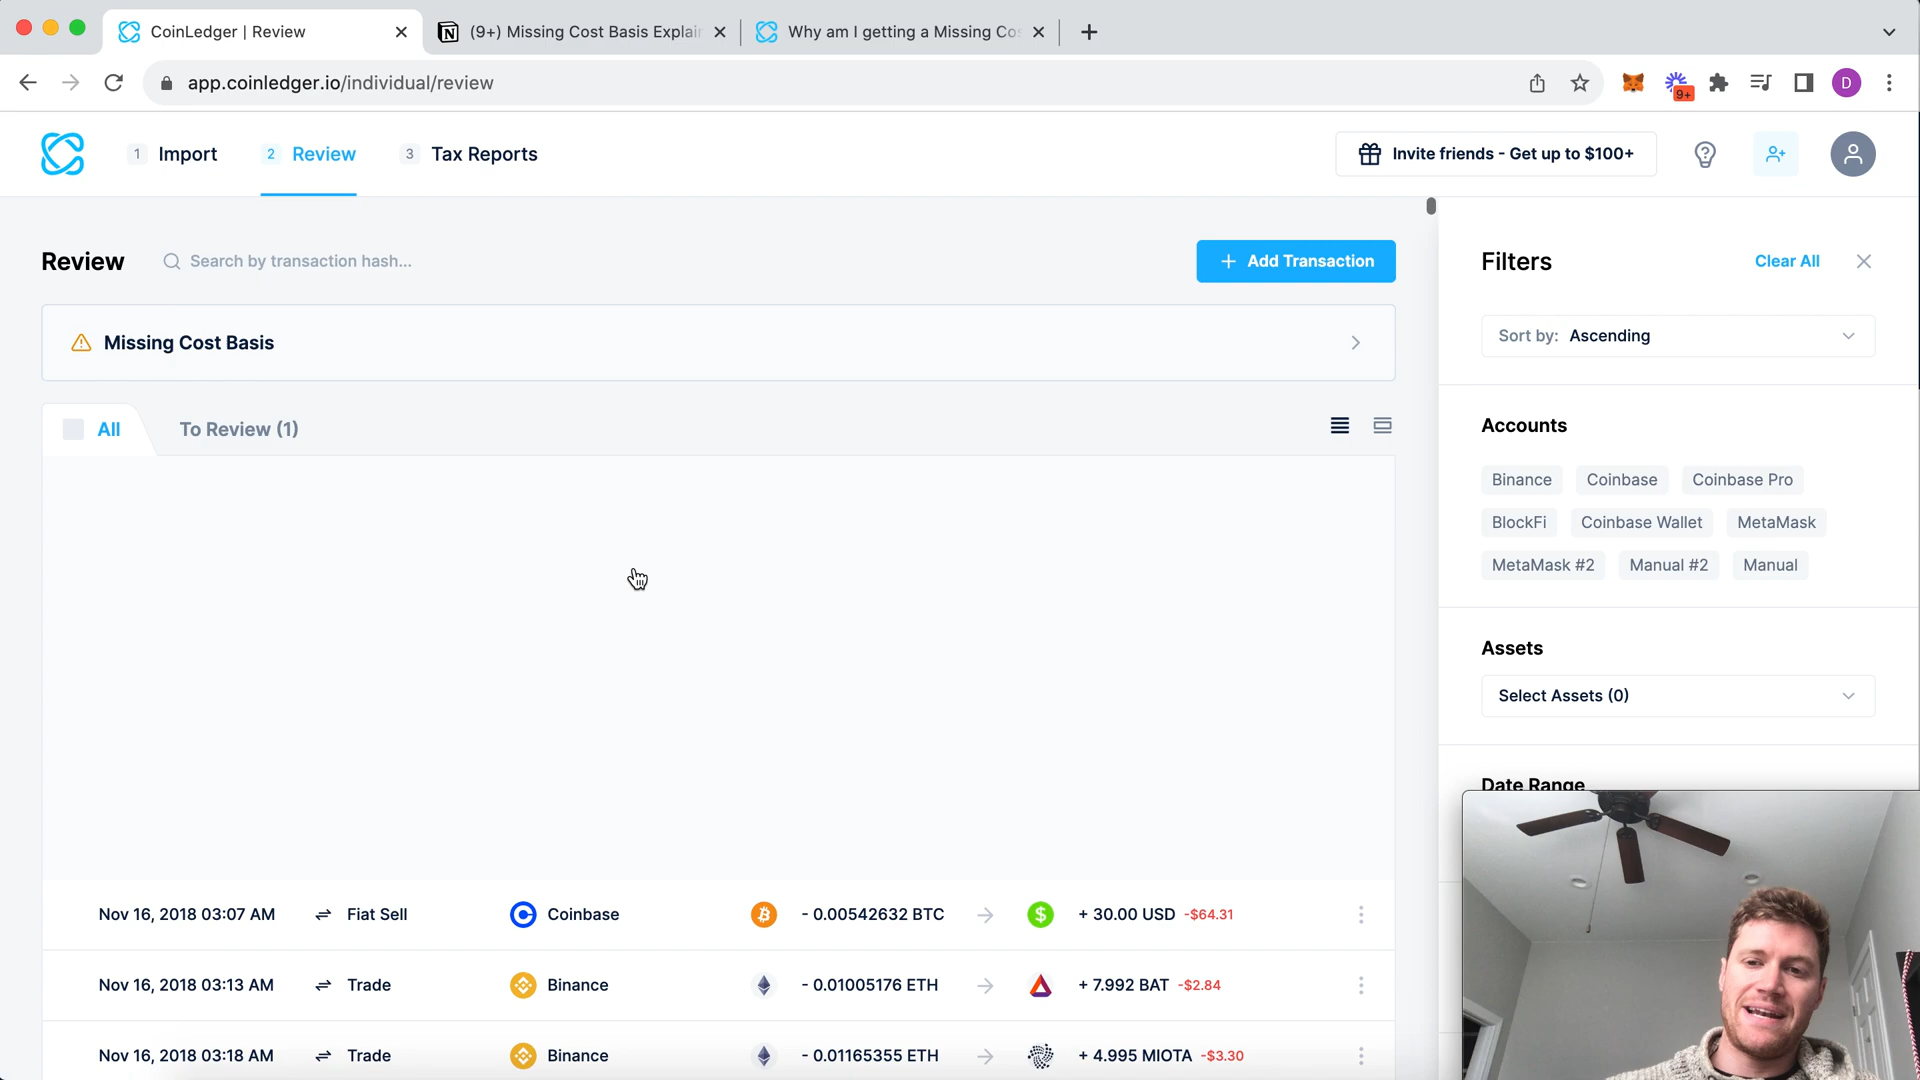 CoinLedger | Review
(9+) Missing Cost Basis Explai
Why am I getting a Missing Co
app.coinledger.io/individual/review
9+
D
1 Import
2 Review
3 Tax Reports
Invite friends - Get up to $100+
Review
Search by transaction hash...
+ Add Transaction
Missing Cost Basis
All
To Review (1)
Nov 16, 2018 03:07 AM Fiat Sell Coinbase - 0.00542632 BTC + 30.00 USD -$64.31
Nov 16, 2018 03:13 AM Trade Binance - 0.01005176 ETH + 7.992 BAT -$2.84
Nov 16, 2018 03:18 AM Trade Binance - 0.01165355 ETH + 4.995 MIOTA -$3.30
Filters
Clear All
Sort by: Ascending
Accounts
Binance Coinbase Coinbase Pro
BlockFi Coinbase Wallet MetaMask
MetaMask #2 Manual #2 Manual
Assets
Select Assets (0)
Date Range